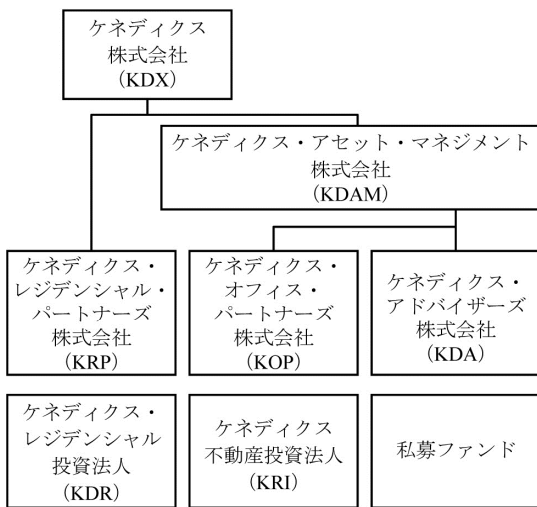 ケネディクス
株式会社
(KDX)
ケネディクス・アセット・マネジメント
株式会社
(KDAM)
ケネディクス・
レジデンシャル・
パートナーズ
株式会社
(KRP)
ケネディクス・
オフィス・
パートナーズ
株式会社
(KOP)
ケネディクス・
アドバイザーズ
株式会社
(KDA)
ケネディクス・
レジデンシャル
投資法人
(KDR)
ケネディクス
不動産投資法人
(KRI)
私募ファンド